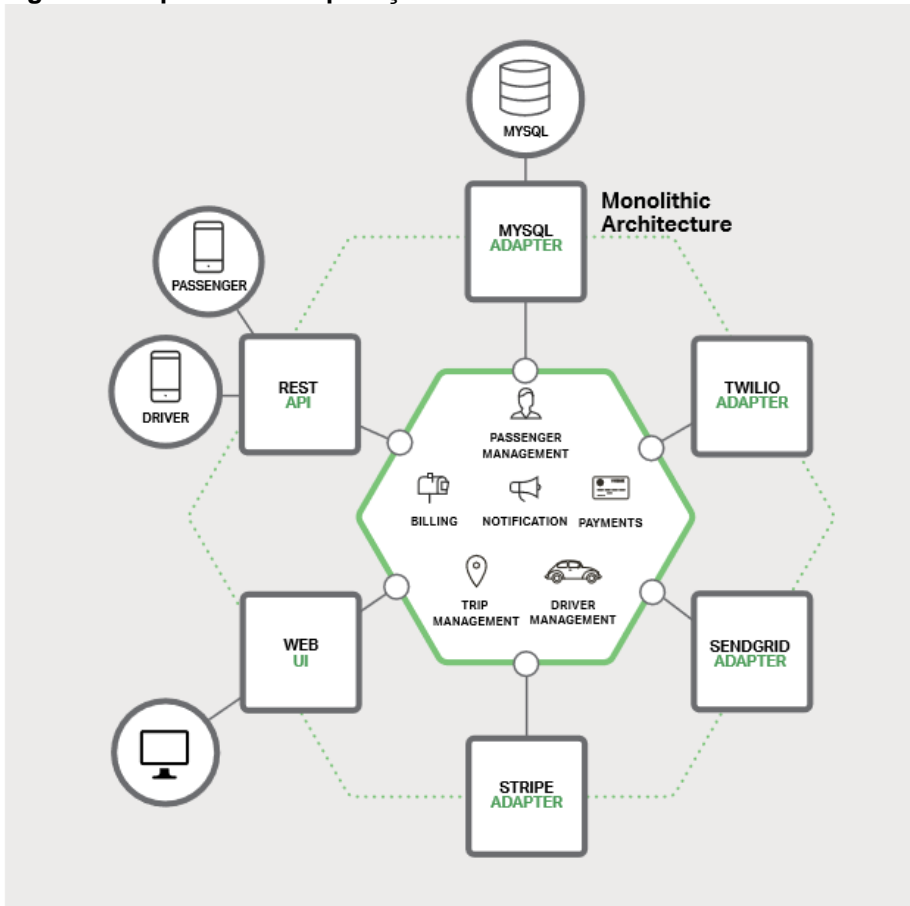 MYSQL
Monolithic
Architecture
MYSQL
ADAPTER
PASSENGER
REST
API
DRIVER
TWILIO
ADAPTER
PASSENGER
MANAGEMENT
BILLING
NOTIFICATION
PAYMENTS
TRIP
MANAGEMENT
DRIVER
MANAGEMENT
WEB
UI
SENDGRID
ADAPTER
STRIPE
ADAPTER